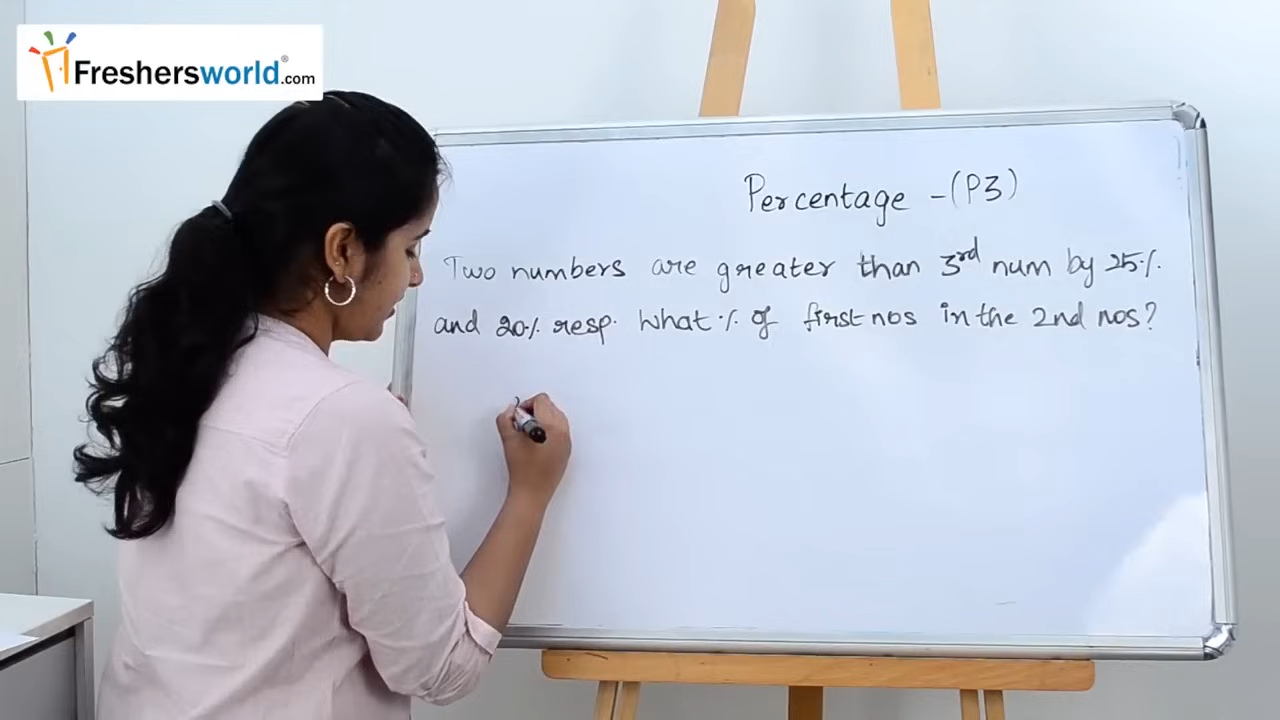 Freshersworld.com
Percentage - (P3)
Two numbers are greater than 3rd num by 25%
and 20% resp. What % of first nos in the 2nd nos?